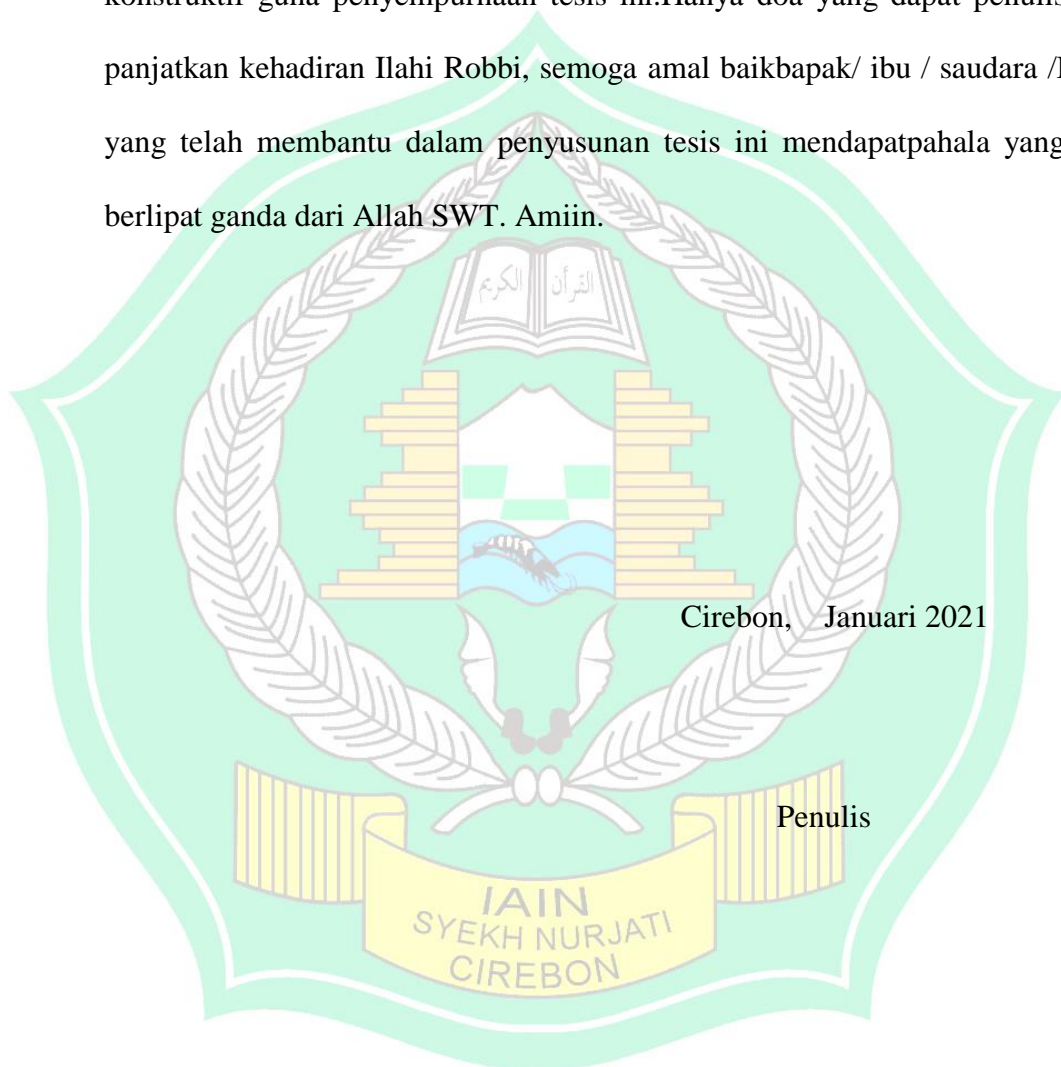 konstruktif guna penyempurnaan tesis ini.Hanya doa yang dapat penulis
panjatkan kehadiran Ilahi Robbi, semoga amal baikbapak/ ibu / saudara /I
yang telah membantu dalam penyusunan tesis ini mendapatpahala yang
berlipat ganda dari Allah SWT. Amiin.
القرأن الكريم
Cirebon, Januari 2021
Penulis
IAIN
SYEKH NURJATI
CIREBON